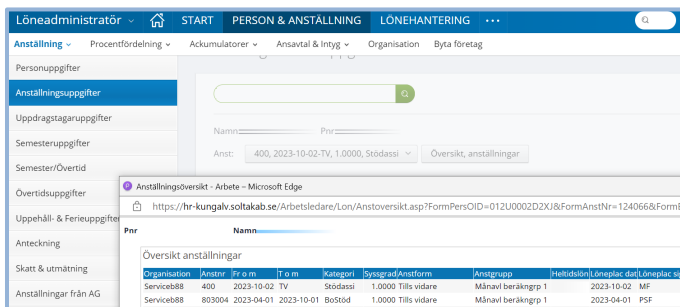 Löneadministratör START PERSON & ANSTÄLLNING LÖNEHANTERING ...
Anställning Procentfördelning Ackumulatorer Ansavtal & Intyg Organisation Byta företag
Personuppgifter
Anställningsuppgifter
Uppdragstagaruppgifter
Semesteruppgifter
Semester/Övertid
Övertidsuppgifter
Uppehåll- & Ferieuppgifter
Anteckning
Skatt & utmätning
Anställningar från AG
Namn Pnr
Anst: 400, 2023-10-02-TV, 1.0000, Stödassi Översikt, anställningar
Anställningsöversikt - Arbete – Microsoft Edge
https://hr-kungalv.soltakab.se/Arbetsledare/Lon/Anstoversikt.asp?FormPersOID=012U0002D2XJ&FormAnstNr=124066&FormE
Pnr Namn
Översikt anställningar
Organisation Anstnr Fr o m T o m Kategori Syssgrad Anstform Anstgrupp Heltidslön Löneplac dat Löneplac si
Serviceb88 400 2023-10-02 TV Stödassi 1.0000 Tills vidare Månavl beräkngrp 1 2023-10-02 MF
Serviceb88 803004 2023-04-01 2023-10-01 BoStöd 1.0000 Tills vidare Månavl beräkngrp 1 2023-04-01 PSF